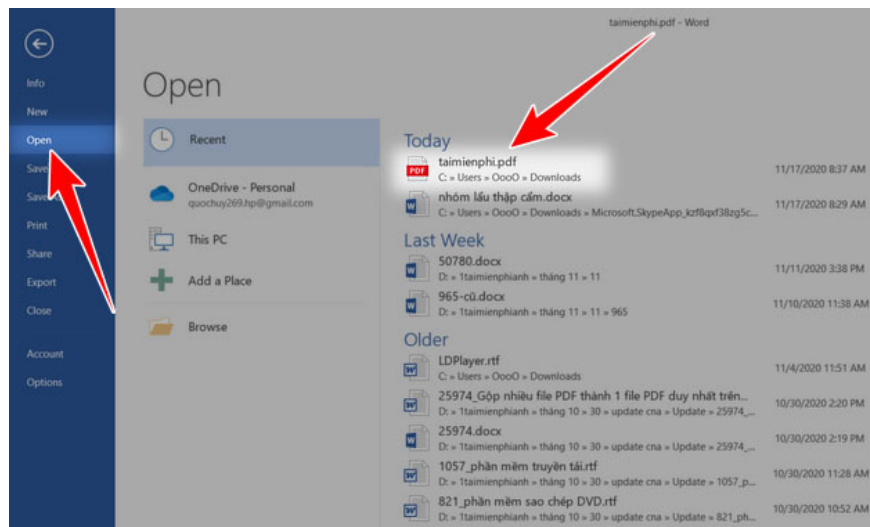 taimienphi.pdf - Word
Info
New
Open
Save
Print
Share
Export
Close
Account
Options
Open
Recent
OneDrive - Personal
quochuy269.hp@gmail.com
This PC
Add a Place
Browse
Today
taimienphi.pdf
C: » Users » OooO » Downloads
11/17/2020 8:37 AM
nhóm lẩu thập cẩm.docx
C: » Users » OooO » Downloads » Microsoft.SkypeApp_kzf8qxf38zg5c...
11/17/2020 8:29 AM
Last Week
50780.docx
D: » 1taimienphianh » tháng 11 » 11
11/11/2020 3:38 PM
965-cũ.docx
D: » 1taimienphianh » tháng 11 » 11 » 965
11/10/2020 11:38 AM
Older
LDPlayer.rtf
C: » Users » OooO » Downloads
11/4/2020 11:51 AM
25974_Gộp nhiều file PDF thành 1 file PDF duy nhất trên...
D: » 1taimienphianh » tháng 10 » 30 » update cna » Update » 25974_...
10/30/2020 2:20 PM
25974.docx
D: » 1taimienphianh » tháng 10 » 30 » update cna » Update » 25974_...
10/30/2020 2:19 PM
1057_phần mềm truyền tải.rtf
D: » 1taimienphianh » tháng 10 » 30 » update cna » Update » 1057_p...
10/30/2020 11:28 AM
821_phần mềm sao chép DVD.rtf
D: » 1taimienphianh » tháng 10 » 30 » update cna » Update » 821_ph...
10/30/2020 10:52 AM